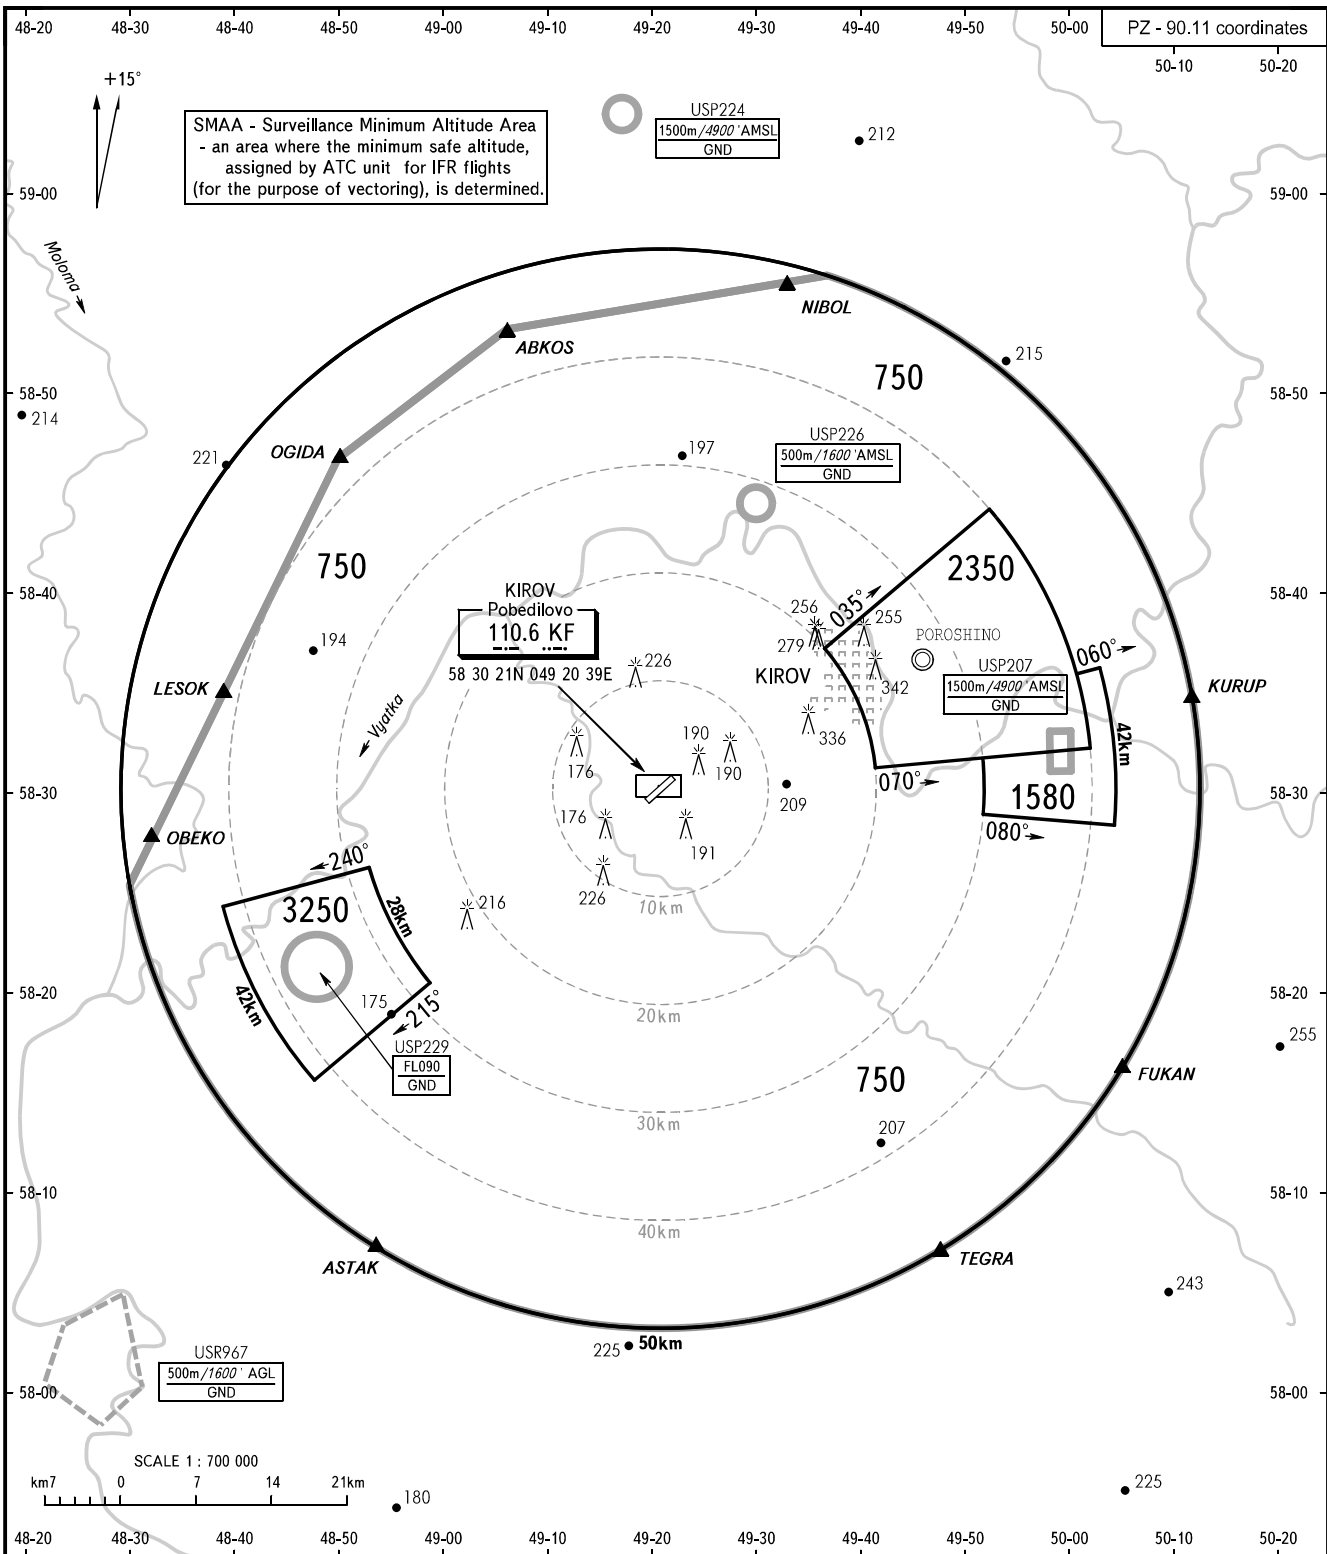 48-20 48-30 48-40 48-50 49-00 49-10 49-20 49-30 49-40 49-50 50-00
PZ - 90.11 coordinates
50-10 50-20
+15°
SMAA - Surveillance Minimum Altitude Area
- an area where the minimum safe altitude,
assigned by ATC unit for IFR flights
(for the purpose of vectoring), is determined.
USP224
1500m/4900 'AMSL
GND
212
59-00
59-00
Moloma
NIBOL
ABKOS
215
750
58-50
58-50
214
OGIDA
221
197
USP226
500m/1600 'AMSL
GND
750
2350
58-40
58-40
KIROV
Pobedilovo
110.6 KF
58 30 21N 049 20 39E
256
035°
255
279
POROSHINO
194
226
KIROV
USP207
1500m/4900 'AMSL
GND
060°
342
LESOK
KURUP
Vyatka
336
42km
190
176
190
58-30
58-30
070°
1580
209
176
080°
191
OBEKO
240°
226
216
10km
3250
28km
42km
175
215°
58-20
58-20
20km
USP229
FL090
GND
255
FUKAN
750
30km
207
58-10
58-10
40km
ASTAK
TEGRA
243
225
50km
USR967
500m/1600 ' AGL
GND
58-00
58-00
SCALE 1 : 700 000
km7 0 7 14 21km
180
225
48-20 48-30 48-40 48-50 49-00 49-10 49-20 49-30 49-40 49-50 50-00 50-10 50-20